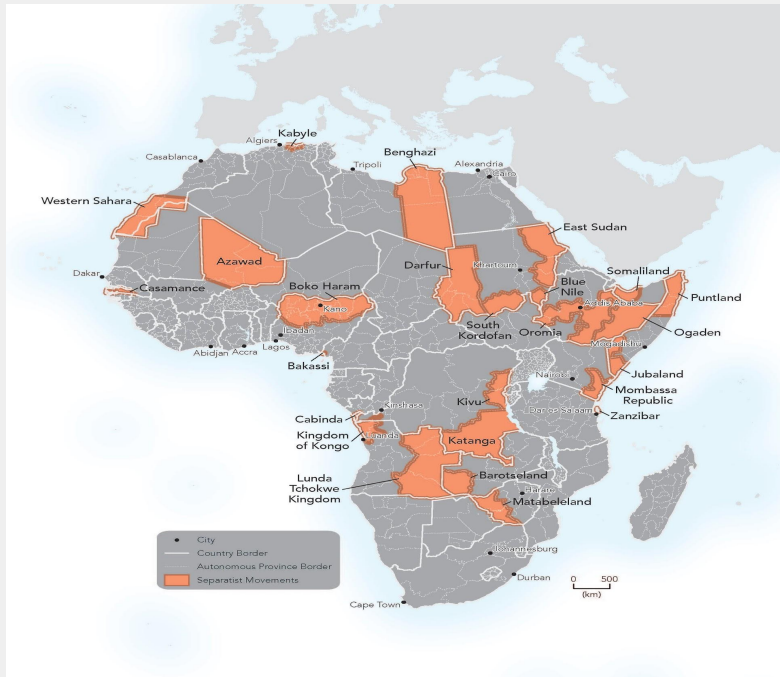 Kabyle
Algiers
Casablanca
Tripoli
Benghazi
Alexandria
Cairo
Western Sahara
East Sudan
Azawad
Darfur
Khartoum
Dakar
Casamance
Boko Haram
Kano
Blue
Nile
Somaliland
Addis Ababa
Puntland
South
Kordofan
Oromia
Ogaden
Ibadan
Lagos
Abidjan
Accra
Mogadishu
Bakassi
Jubaland
Nairobi
Mombassa
Republic
Kivu
Kinshasa
Cabinda
Dar es Salaam
Zanzibar
Kingdom
of Kongo
Luanda
Katanga
Lunda
Tchokwe
Kingdom
Barotseland
Harare
Matabeleland
City
Country Border
Autonomous Province Border
Separatist Movements
Johannesburg
Durban
Cape Town
0 500
(km)